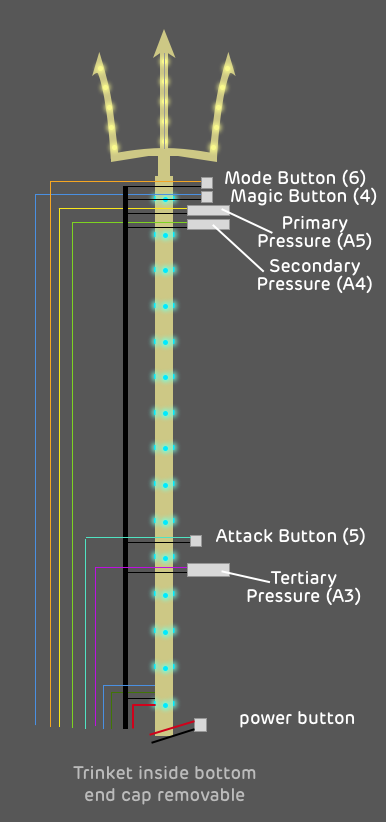 Mode Button (6)
Magic Button (4)
Primary
Pressure (A5)
Secondary
Pressure (A4)
Attack Button (5)
Tertiary
Pressure (A3)
power button
Trinket inside bottom
end cap removable